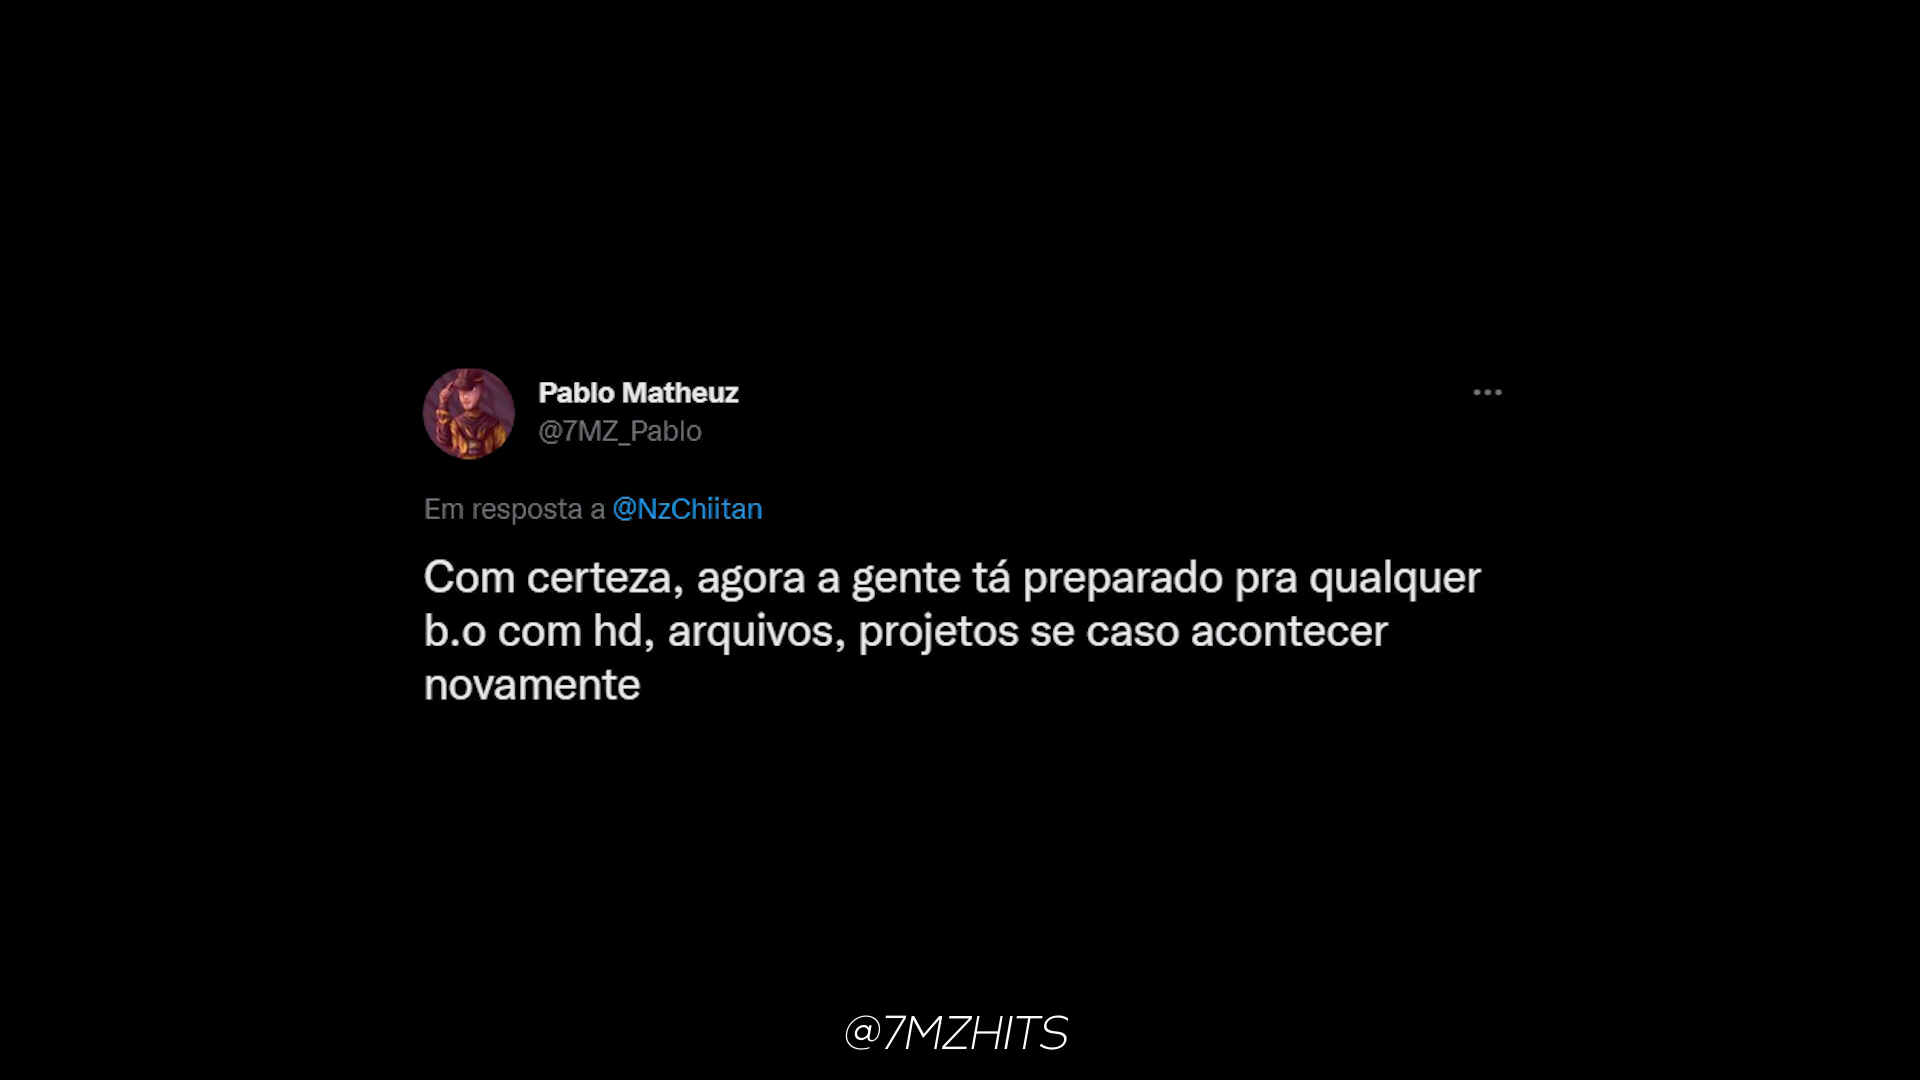 Pablo Matheuz
@7MZ_Pablo
Em resposta a @NzChiitan
Com certeza, agora a gente tá preparado pra qualquer
b.o com hd, arquivos, projetos se caso acontecer
novamente
@7MZHITS